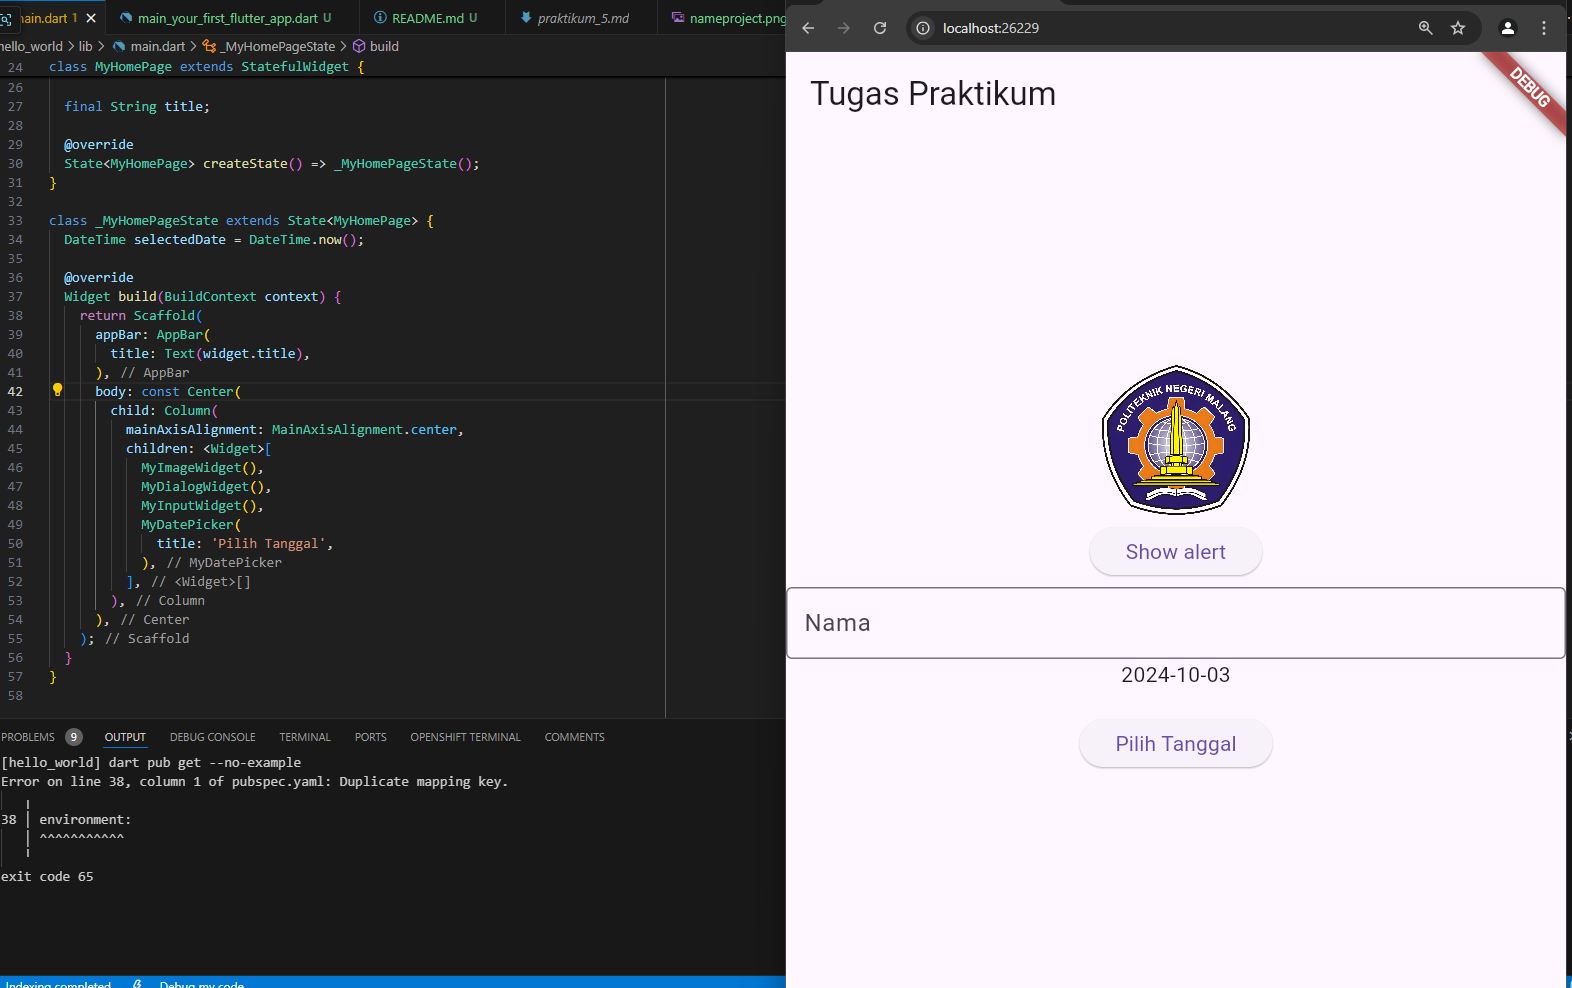 main.dart 1
main_your_first_flutter_app.dart U
README.md U
praktikum_5.md
nameproject.png
hello_world > lib > main.dart > _MyHomePageState > build
24 class MyHomePage extends StatefulWidget {
26
27 final String title;
28
29 @override
30 State<MyHomePage> createState() => _MyHomePageState();
31 }
32
33 class _MyHomePageState extends State<MyHomePage> {
34 DateTime selectedDate = DateTime.now();
35
36 @override
37 Widget build(BuildContext context) {
38 return Scaffold(
39 appBar: AppBar(
40 title: Text(widget.title),
41 ), // AppBar
42 body: const Center(
43 child: Column(
44 mainAxisAlignment: MainAxisAlignment.center,
45 children: <Widget>[
46 MyImageWidget(),
47 MyDialogWidget(),
48 MyInputWidget(),
49 MyDatePicker(
50 title: 'Pilih Tanggal',
51 ), // MyDatePicker
52 ], // <Widget>[]
53 ), // Column
54 ), // Center
55 ); // Scaffold
56 }
57 }
58
PROBLEMS 9 OUTPUT DEBUG CONSOLE TERMINAL PORTS OPENSHIFT TERMINAL COMMENTS
[hello_world] dart pub get --no-example
Error on line 38, column 1 of pubspec.yaml: Duplicate mapping key.
38 │ environment:
│ ^^^^^^^^^^^
exit code 65
Indexing completed. Debug my code
localhost:26229
Tugas Praktikum
DEBUG
POLITEKNIK NEGERI MALANG
Show alert
Nama
2024-10-03
Pilih Tanggal